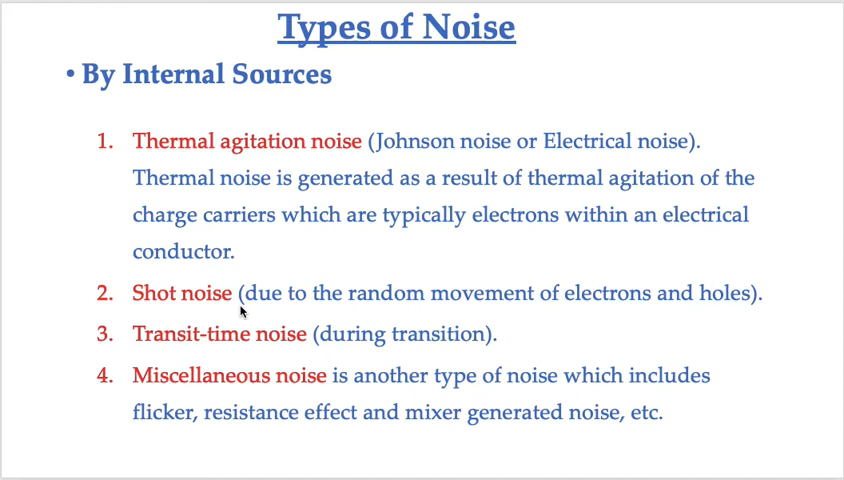 Types of Noise
• By Internal Sources
1. Thermal agitation noise (Johnson noise or Electrical noise).
Thermal noise is generated as a result of thermal agitation of the
charge carriers which are typically electrons within an electrical
conductor.
2. Shot noise (due to the random movement of electrons and holes).
3. Transit-time noise (during transition).
4. Miscellaneous noise is another type of noise which includes
flicker, resistance effect and mixer generated noise, etc.